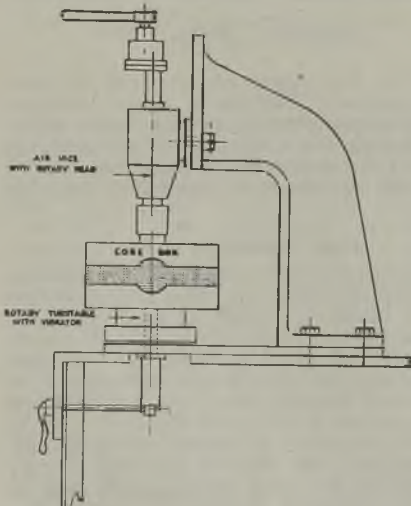 AIR VICE
WITH ROTARY HEAD
CORE BOX
ROTARY TURNTABLE
WITH VIBRATOR